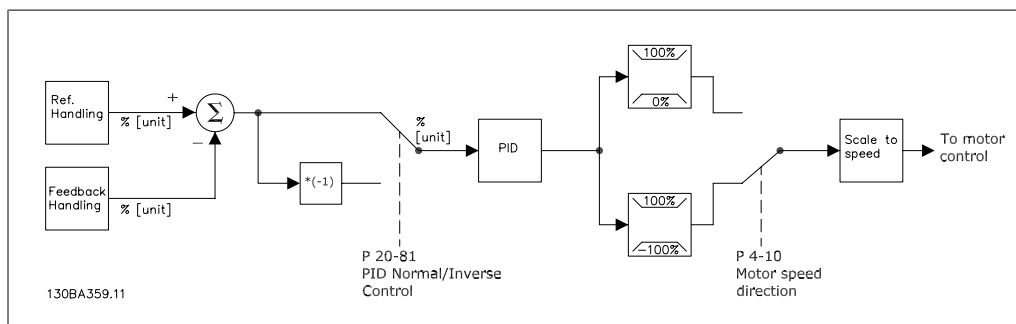 Ref.
Handling
+
% [unit]
Σ
−
Feedback
Handling
% [unit]
*(-1)
%
[unit]
P 20-81
PID Normal/Inverse
Control
PID
100%
0%
100%
-100%
P 4-10
Motor speed
direction
Scale to
speed
To motor
control
130BA359.11